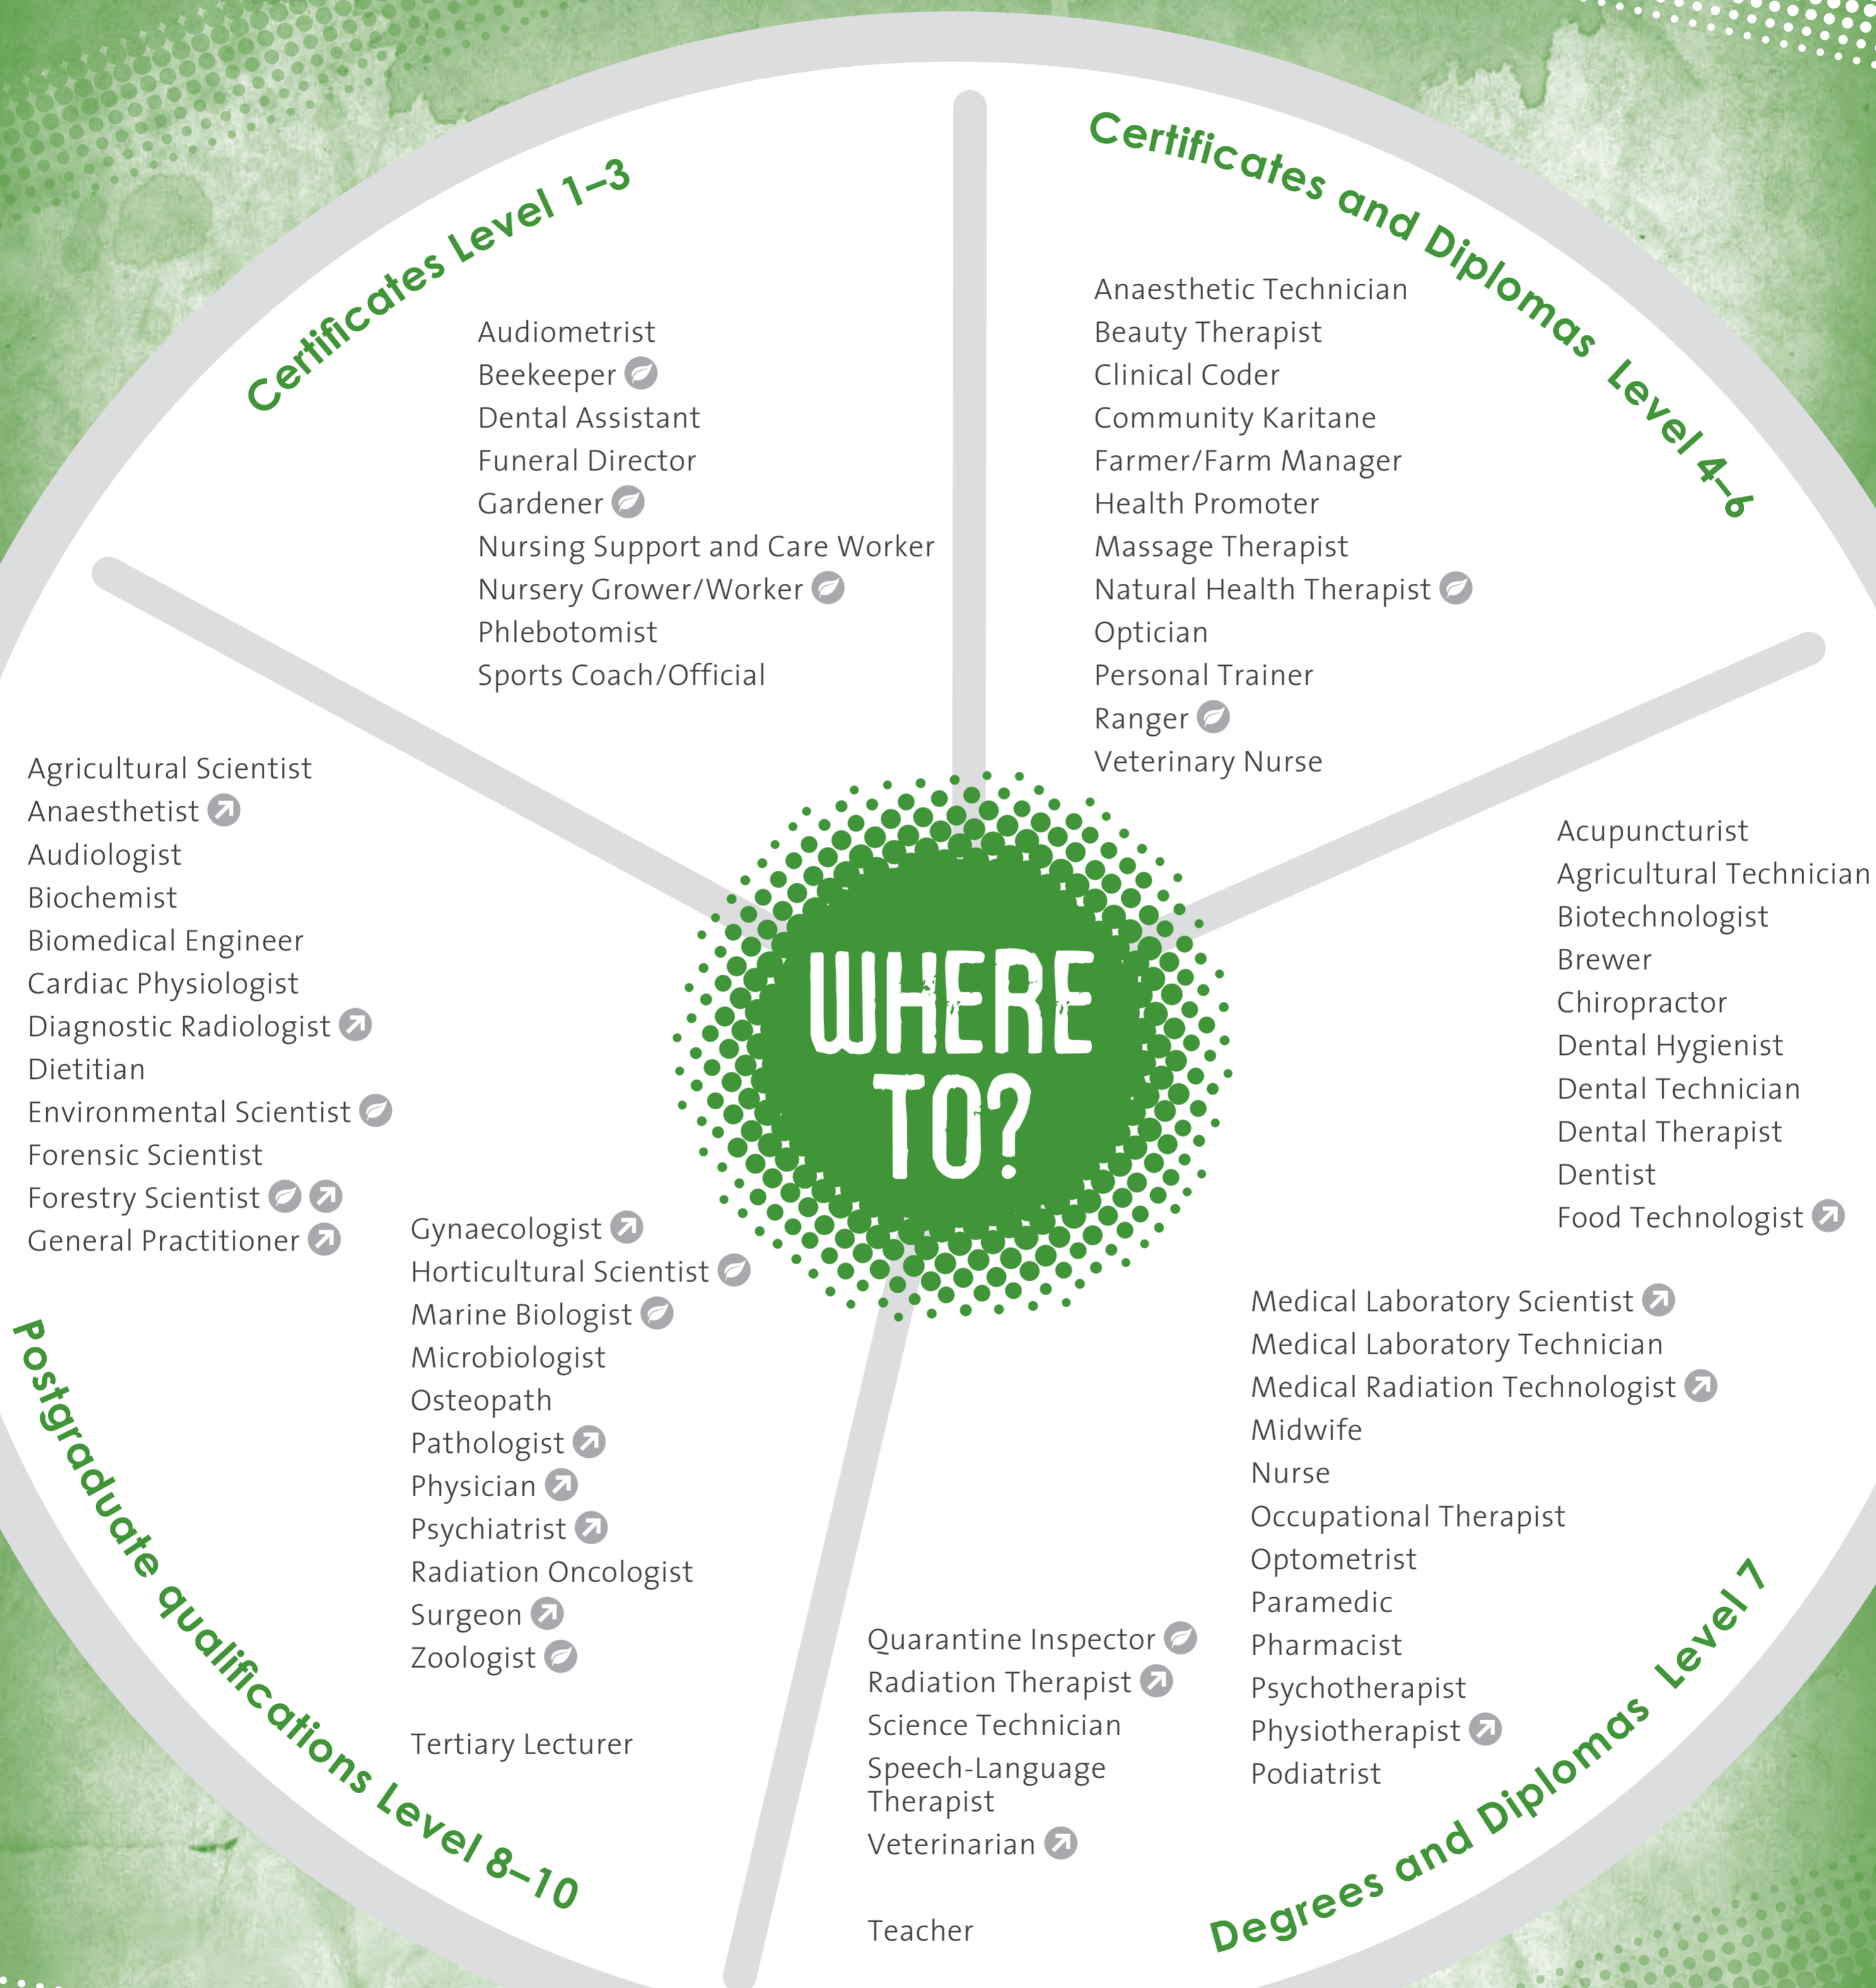 Certificates Level 1–3
Audiometrist
Beekeeper
Dental Assistant
Funeral Director
Gardener
Nursing Support and Care Worker
Nursery Grower/Worker
Phlebotomist
Sports Coach/Official
Certificates and Diplomas Level 4–6
Anaesthetic Technician
Beauty Therapist
Clinical Coder
Community Karitane
Farmer/Farm Manager
Health Promoter
Massage Therapist
Natural Health Therapist
Optician
Personal Trainer
Ranger
Veterinary Nurse
WHERE
TO?
Acupuncturist
Agricultural Technician
Biotechnologist
Brewer
Chiropractor
Dental Hygienist
Dental Technician
Dental Therapist
Dentist
Food Technologist
Medical Laboratory Scientist
Medical Laboratory Technician
Medical Radiation Technologist
Midwife
Nurse
Occupational Therapist
Optometrist
Paramedic
Pharmacist
Psychotherapist
Physiotherapist
Podiatrist
Quarantine Inspector
Radiation Therapist
Science Technician
Speech-Language
Therapist
Veterinarian
Teacher
Degrees and Diplomas Level 7
Agricultural Scientist
Anaesthetist
Audiologist
Biochemist
Biomedical Engineer
Cardiac Physiologist
Diagnostic Radiologist
Dietitian
Environmental Scientist
Forensic Scientist
Forestry Scientist
General Practitioner
Gynaecologist
Horticultural Scientist
Marine Biologist
Microbiologist
Osteopath
Pathologist
Physician
Psychiatrist
Radiation Oncologist
Surgeon
Zoologist
Tertiary Lecturer
Postgraduate qualifications Level 8–10